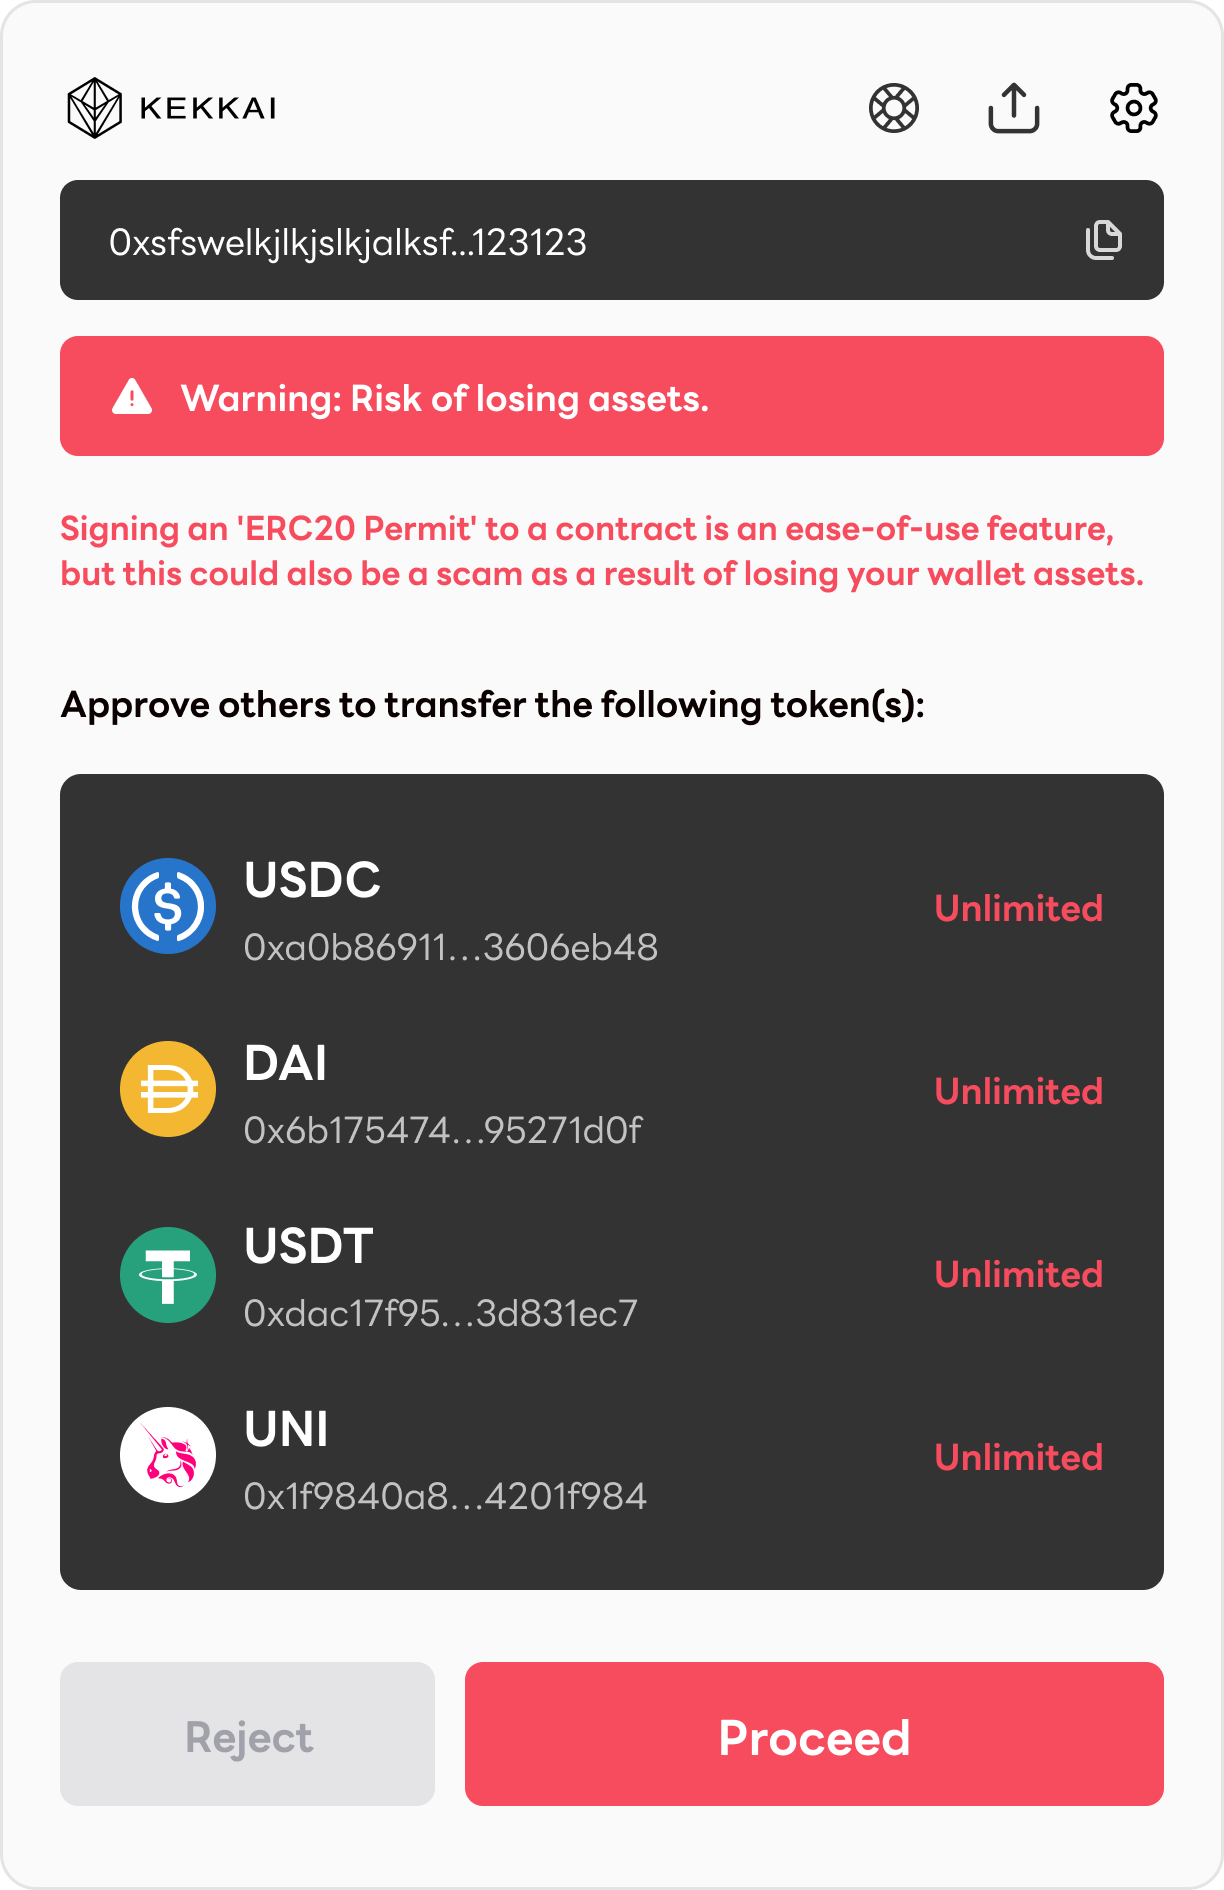 KEKKAI
0xsfswelkjlkjslkjalksf...123123
Warning: Risk of losing assets.
Signing an 'ERC20 Permit' to a contract is an ease-of-use feature,
but this could also be a scam as a result of losing your wallet assets.
Approve others to transfer the following token(s):
USDC
Unlimited
0xa0b86911...3606eb48
DAI
Unlimited
0x6b175474...95271d0f
USDT
Unlimited
0xdac17f95...3d831ec7
UNI
Unlimited
0x1f9840a8...4201f984
Reject
Proceed